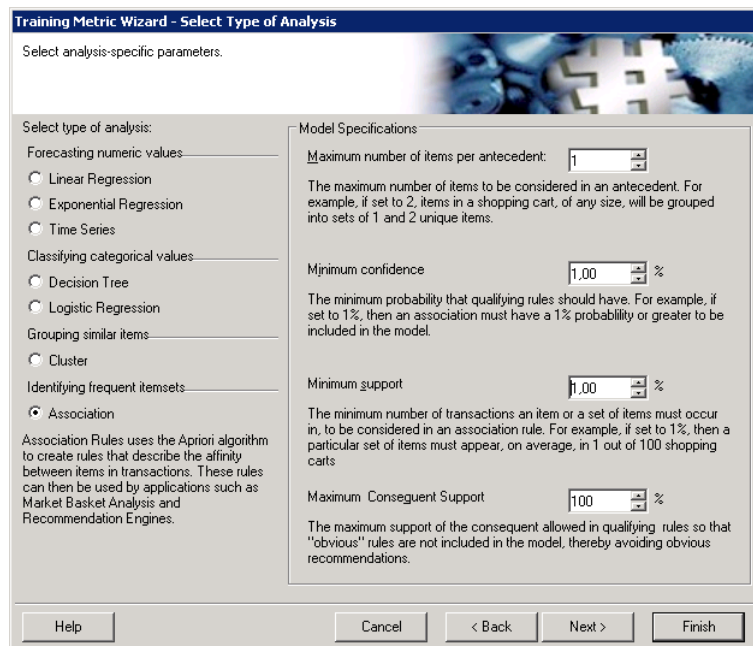 Training Metric Wizard - Select Type of Analysis
Select analysis-specific parameters.
Select type of analysis:
Forecasting numeric values
Linear Regression
Exponential Regression
Time Series
Classifying categorical values
Decision Tree
Logistic Regression
Grouping similar items
Cluster
Identifying frequent itemsets
Association
Association Rules uses the Apriori algorithm
to create rules that describe the affinity
between items in transactions. These rules
can then be used by applications such as
Market Basket Analysis and
Recommendation Engines.
Model Specifications
Maximum number of items per antecedent: 1
The maximum number of items to be considered in an antecedent. For
example, if set to 2, items in a shopping cart, of any size, will be grouped
into sets of 1 and 2 unique items.
Minimum confidence 1,00 %
The minimum probability that qualifying rules should have. For example, if
set to 1%, then an association must have a 1% probablility or greater to be
included in the model.
Minimum support 1,00 %
The minimum number of transactions an item or a set of items must occur
in, to be considered in an association rule. For example, if set to 1%, then a
particular set of items must appear, on average, in 1 out of 100 shopping
carts
Maximum Consequent Support 100 %
The maximum support of the consequent allowed in qualifying rules so that
"obvious" rules are not included in the model, thereby avoiding obvious
recommendations.
Help Cancel < Back Next > Finish